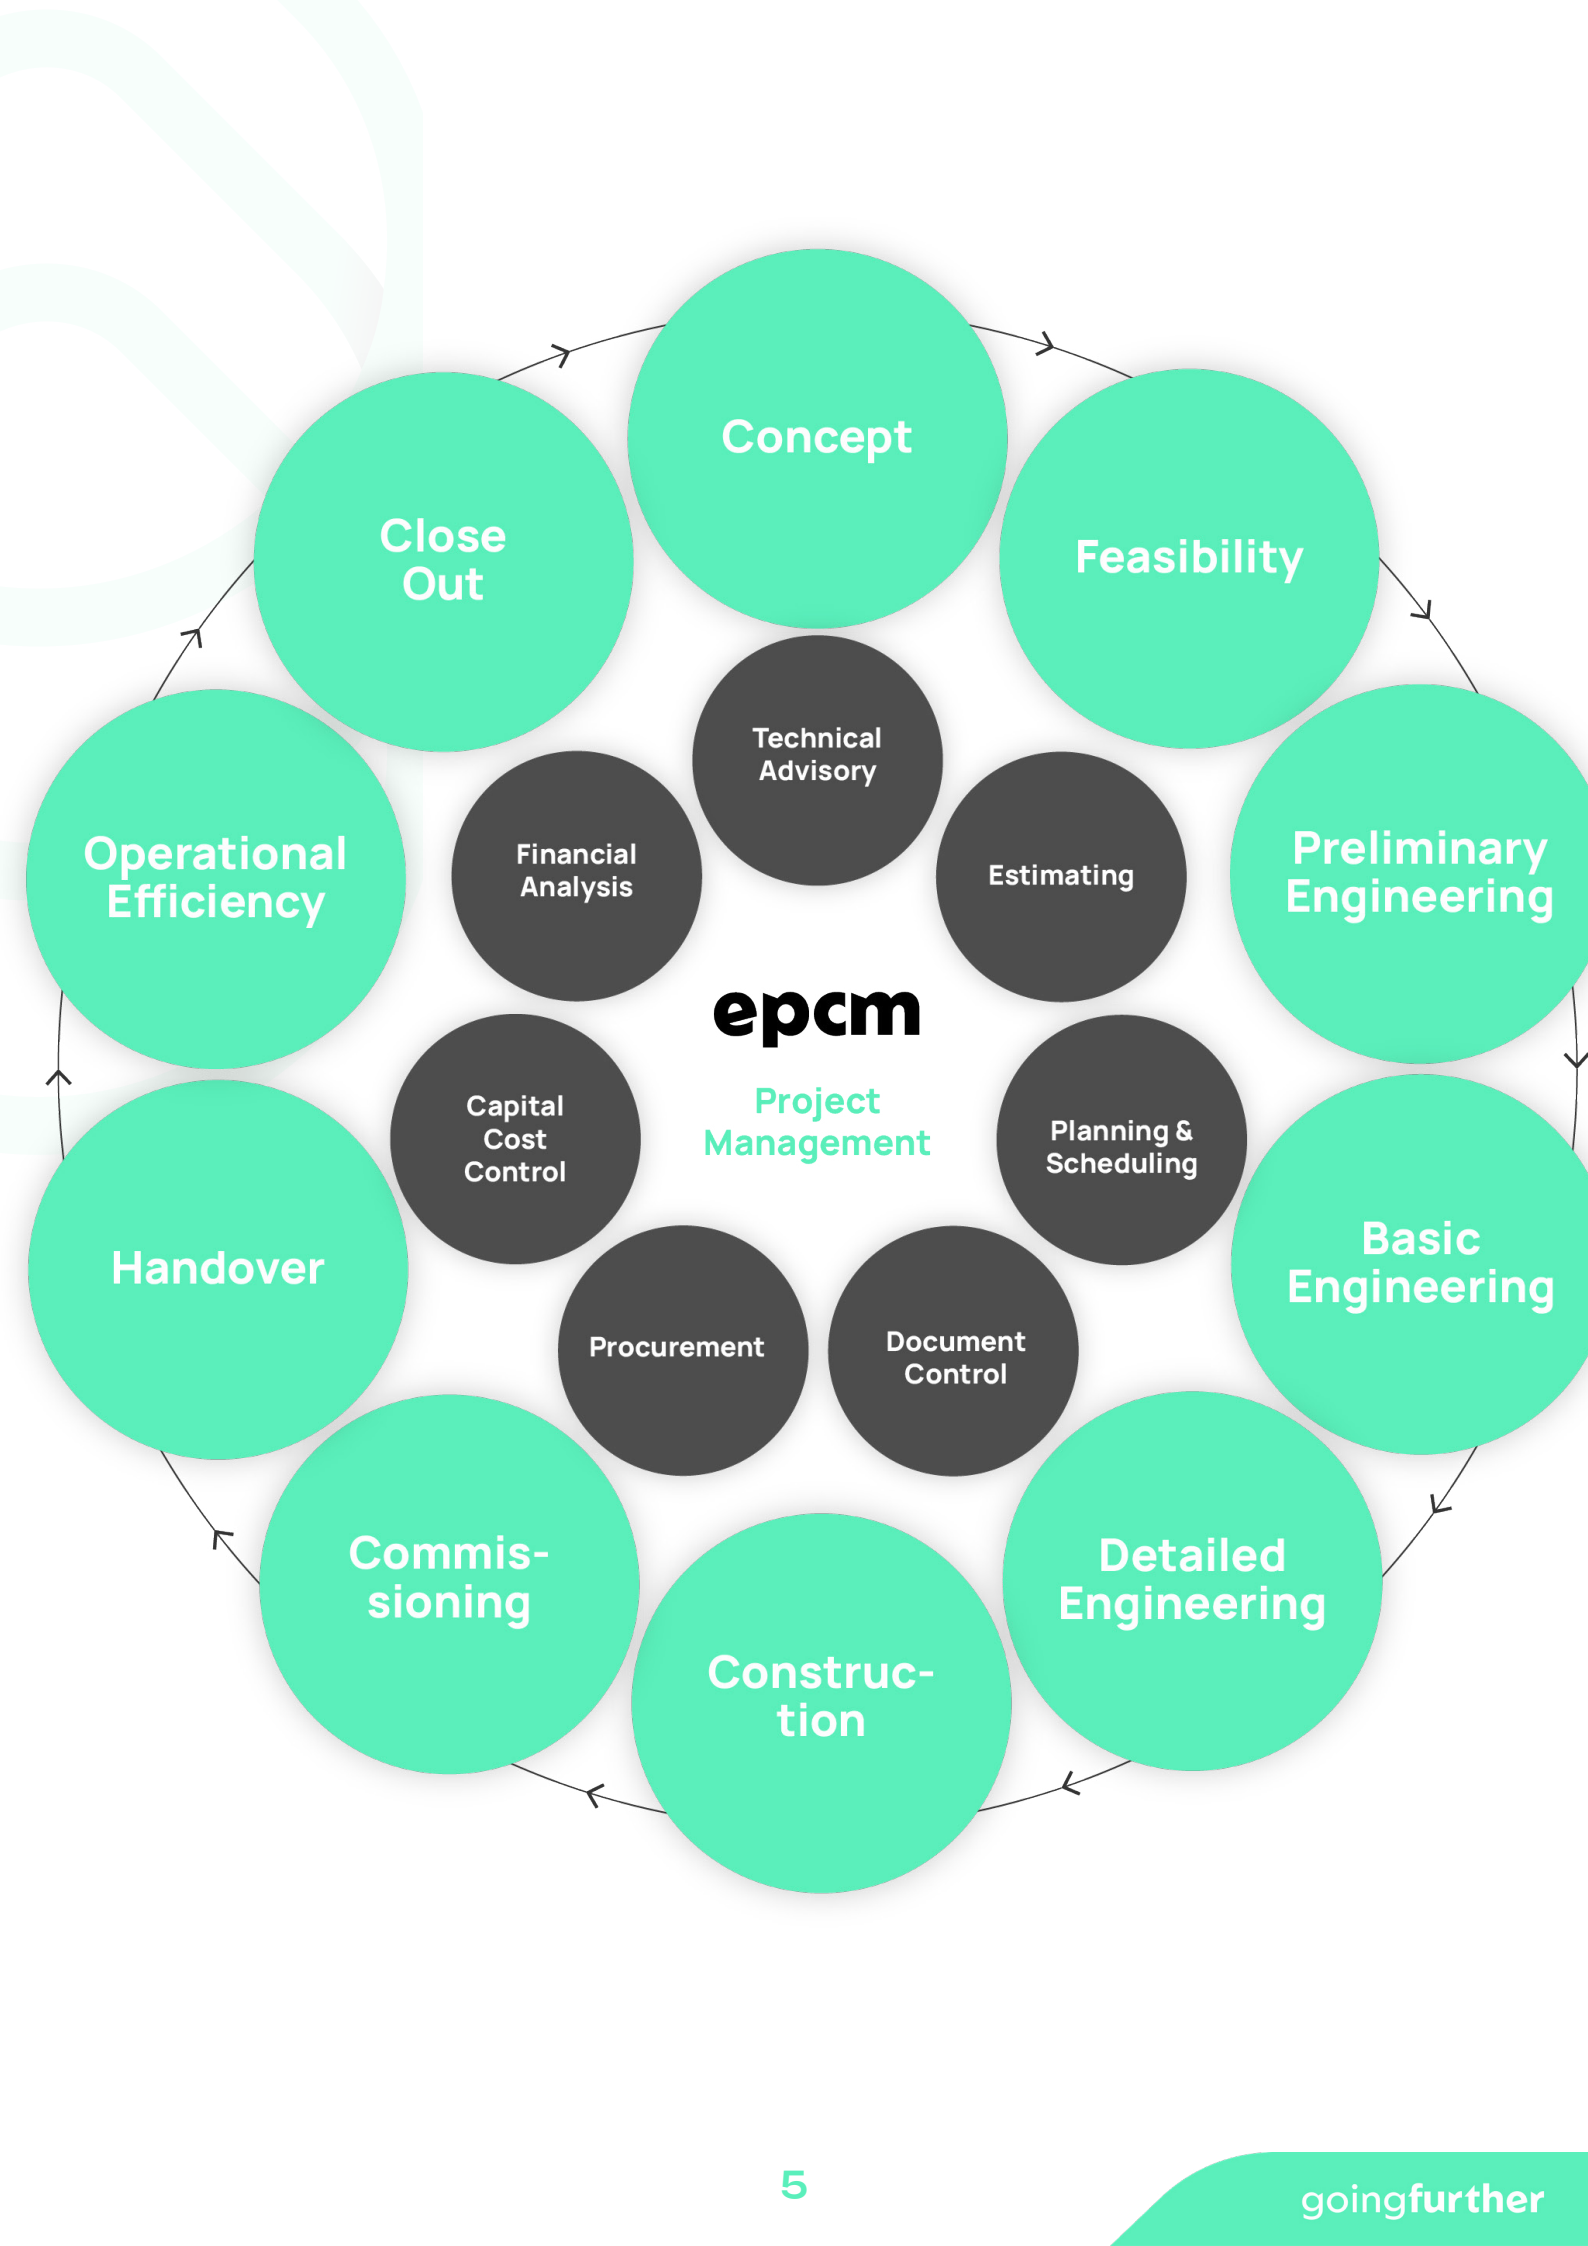 Concept
Feasibility
Preliminary
Engineering
Basic
Engineering
Detailed
Engineering
Construc-
tion
Commis-
sioning
Handover
Operational
Efficiency
Close
Out
Technical
Advisory
Estimating
Planning &
Scheduling
Document
Control
Procurement
Capital
Cost
Control
Financial
Analysis
epcm
Project
Management
5
goingfurther